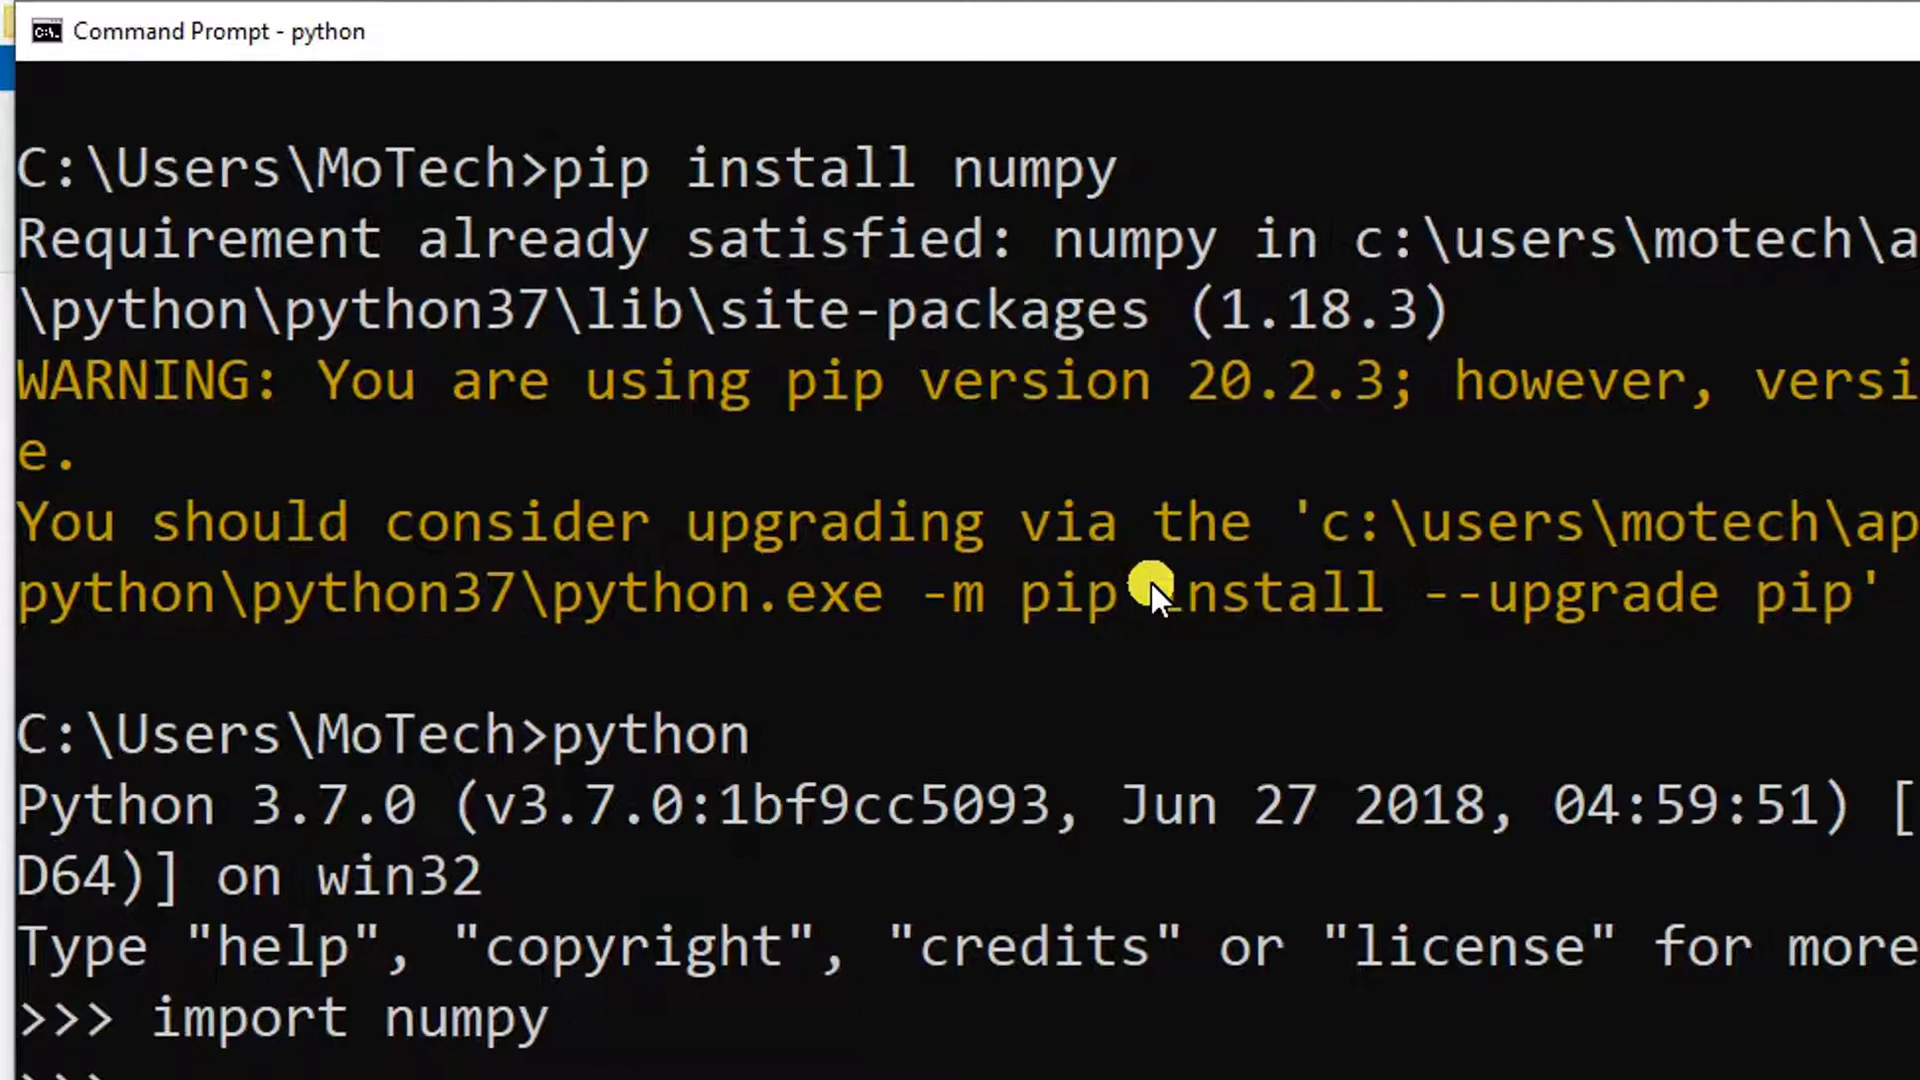 Command Prompt - python
C:\Users\MoTech>pip install numpy
Requirement already satisfied: numpy in c:\users\motech\a
\python\python37\lib\site-packages (1.18.3)
WARNING: You are using pip version 20.2.3; however, versi
e.
You should consider upgrading via the 'c:\users\motech\ap
python\python37\python.exe -m pip install --upgrade pip'
C:\Users\MoTech>python
Python 3.7.0 (v3.7.0:1bf9cc5093, Jun 27 2018, 04:59:51) [
D64)] on win32
Type "help", "copyright", "credits" or "license" for more
>>> import numpy
>>>